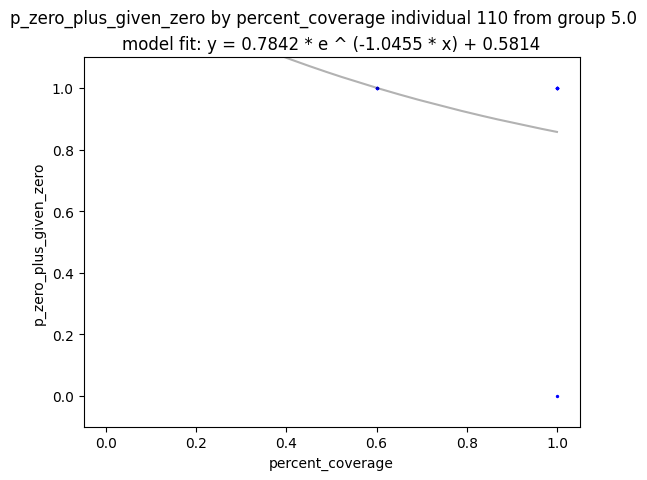 p_zero_plus_given_zero by percent_coverage individual 110 from group 5.0
model fit: y = 0.7842 * e ^ (-1.0455 * x) + 0.5814
1.0
0.8
0.6
0.4
0.2
0.0
p_zero_plus_given_zero
0.0 0.2 0.4 0.6 0.8 1.0
percent_coverage